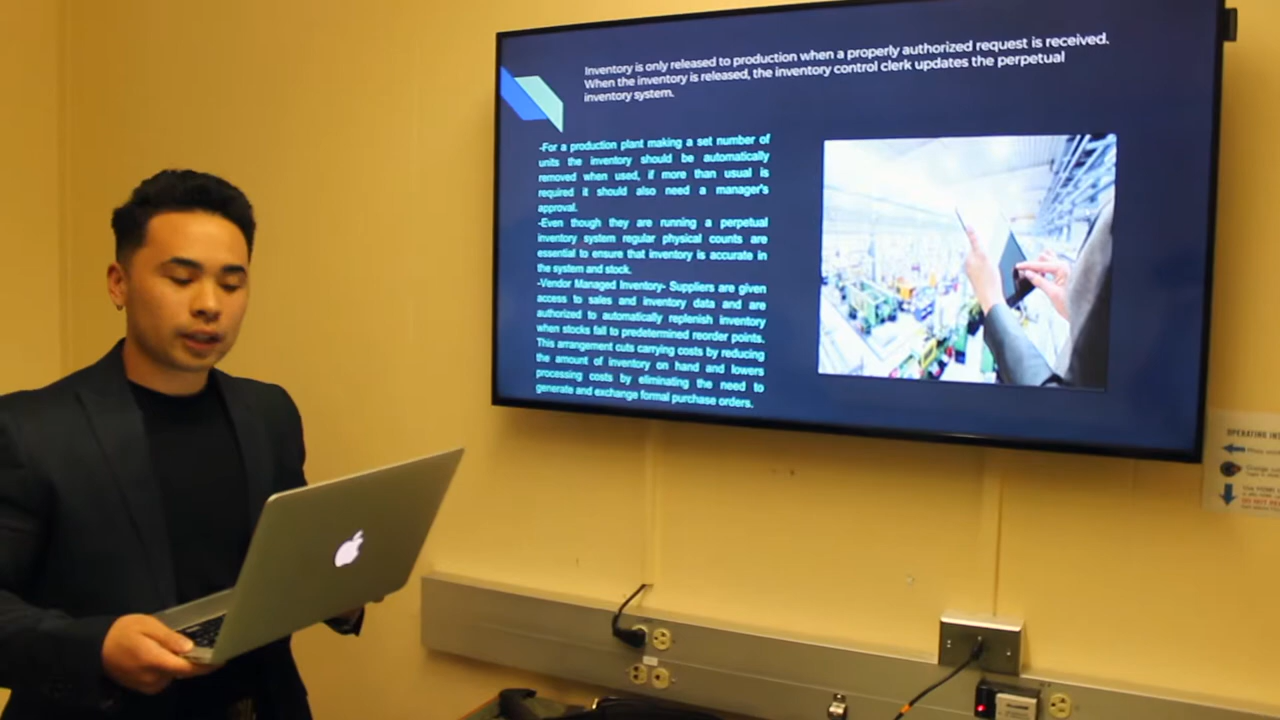 Inventory is only released to production when a properly authorized request is received.
When the inventory is released, the inventory control clerk updates the perpetual
inventory system.
-For a production plant making a set number of
units the inventory should be automatically
removed when used, if more than usual is
required it should also need a manager's
approval.
-Even though they are running a perpetual
inventory system regular physical counts are
essential to ensure that inventory is accurate in
the system and stock.
-Vendor Managed Inventory- Suppliers are given
access to sales and inventory data and are
authorized to automatically replenish inventory
when stocks fall to predetermined reorder points.
This arrangement cuts carrying costs by reducing
the amount of inventory on hand and lowers
processing costs by eliminating the need to
generate and exchange formal purchase orders.
OPERATING